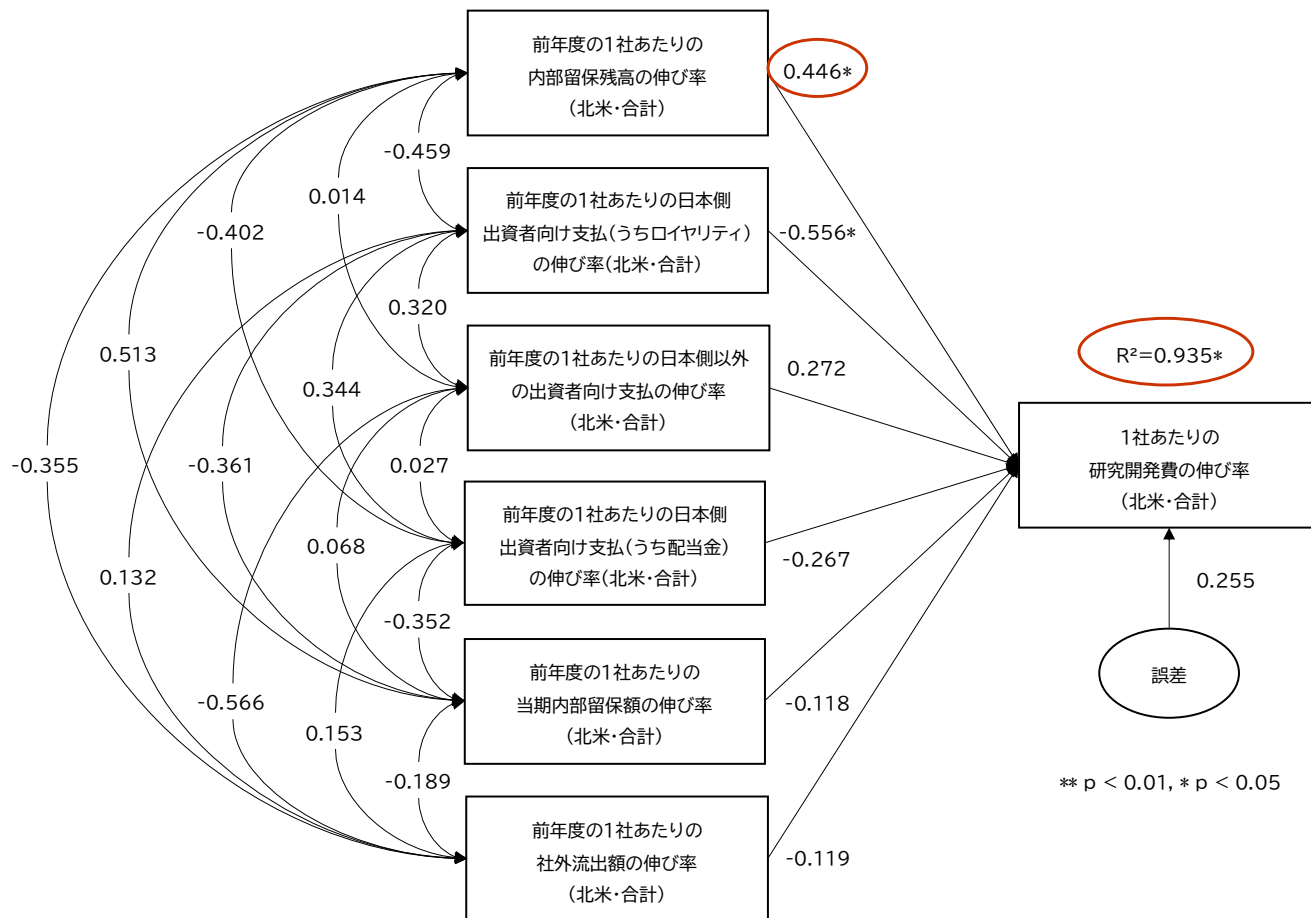 前年度の1社あたりの
内部留保残高の伸び率
(北米・合計)
0.446*
-0.459
前年度の1社あたりの日本側
出資者向け支払(うちロイヤリティ)
の伸び率(北米・合計)
0.014
-0.402
-0.556*
0.320
前年度の1社あたりの日本側以外
の出資者向け支払の伸び率
(北米・合計)
0.513
0.344
0.272
R²=0.935*
1社あたりの
研究開発費の伸び率
(北米・合計)
-0.355
-0.361
0.027
前年度の1社あたりの日本側
出資者向け支払(うち配当金)
の伸び率(北米・合計)
0.068
-0.267
0.132
0.255
-0.352
前年度の1社あたりの
当期内部留保額の伸び率
(北米・合計)
誤差
-0.566
-0.118
0.153
-0.189
** p < 0.01, * p < 0.05
前年度の1社あたりの
社外流出額の伸び率
(北米・合計)
-0.119